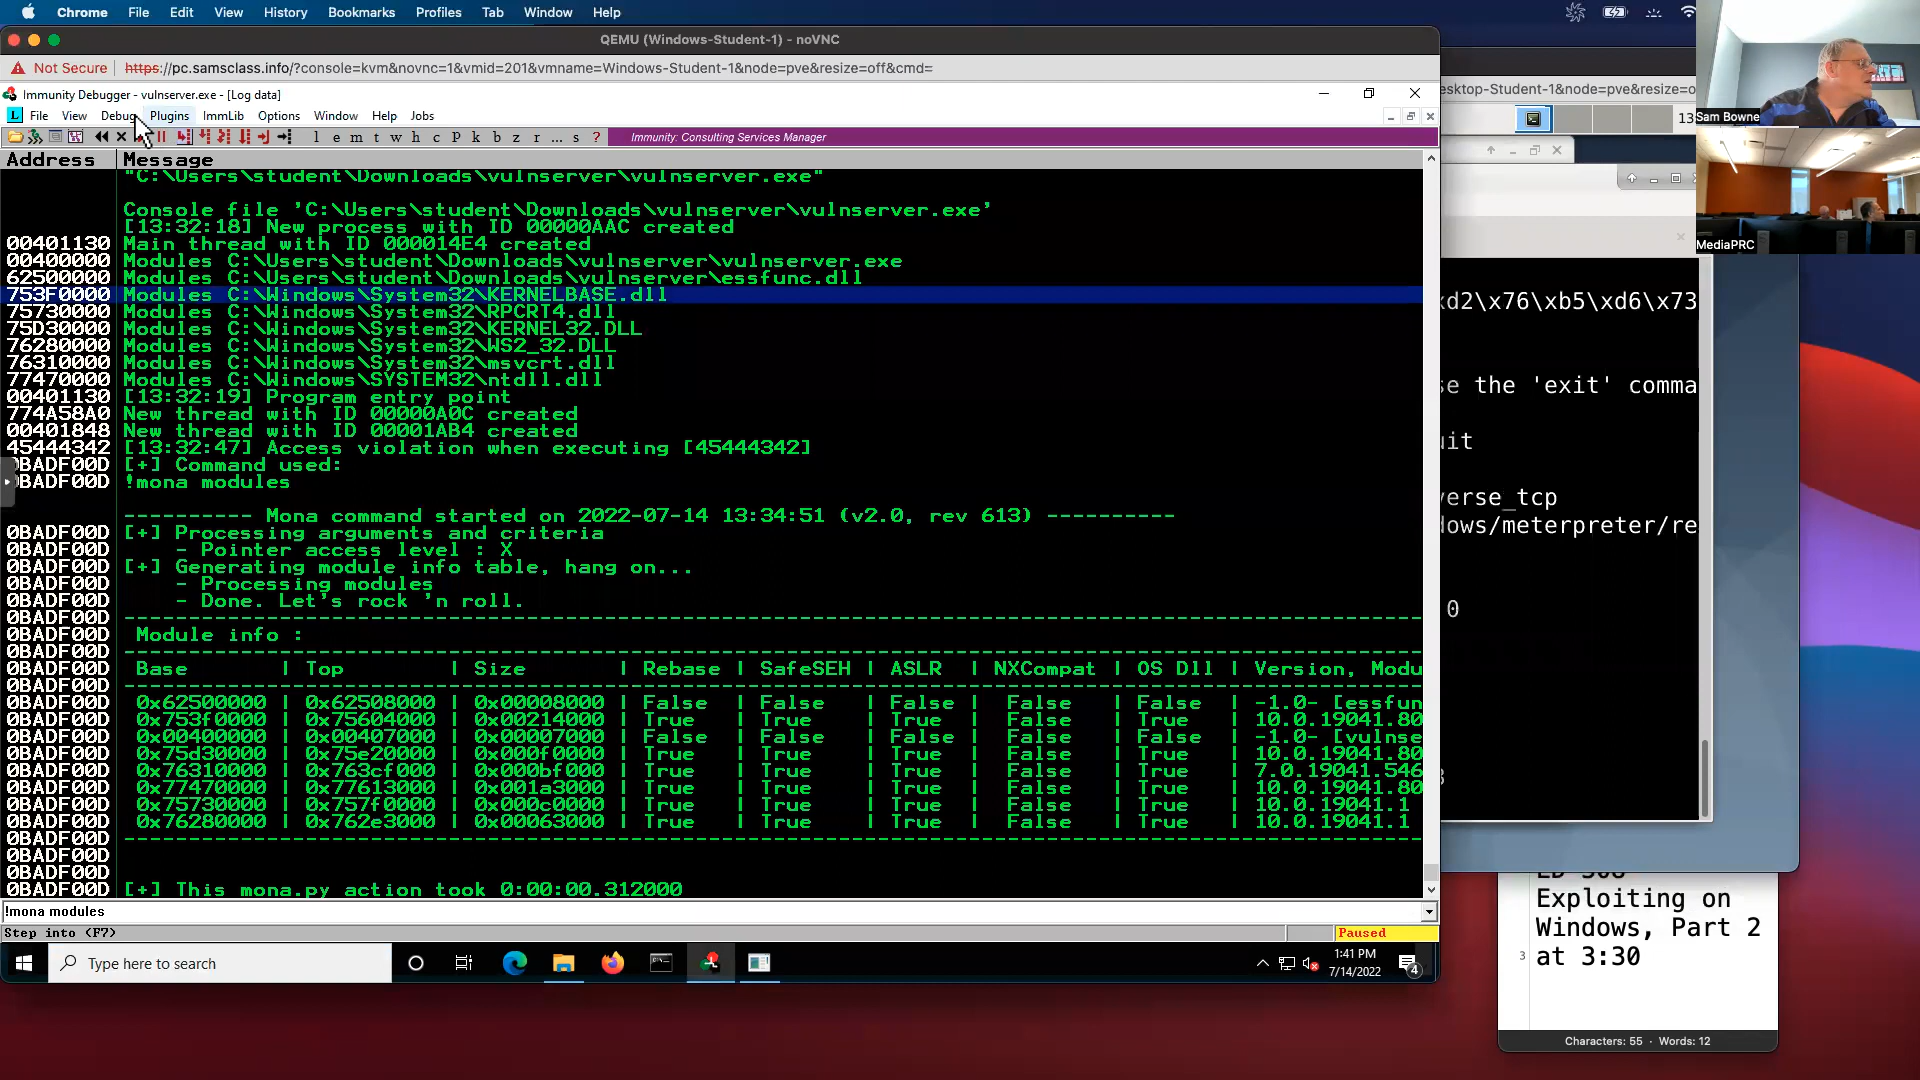 Chrome File Edit View History Bookmarks Profiles Tab Window Help
QEMU (Windows-Student-1) - noVNC
Not Secure https://pc.samsclass.info/?console=kvm&novnc=1&vmid=201&vmname=Windows-Student-1&node=pve&resize=off&cmd=
Immunity Debugger - vulnserver.exe - [Log data]
File View Debug Plugins ImmLib Options Window Help Jobs
l e m t w h c P k b z r ... s ? Immunity: Consulting Services Manager
Address Message
"C:\Users\student\Downloads\vulnserver\vulnserver.exe"
Console file 'C:\Users\student\Downloads\vulnserver\vulnserver.exe'
[13:32:18] New process with ID 00000AAC created
00401130 Main thread with ID 000014E4 created
00400000 Modules C:\Users\student\Downloads\vulnserver\vulnserver.exe
62500000 Modules C:\Users\student\Downloads\vulnserver\essfunc.dll
753F0000 Modules C:\Windows\System32\KERNELBASE.dll
75730000 Modules C:\Windows\System32\RPCRT4.dll
75D30000 Modules C:\Windows\System32\KERNEL32.DLL
76280000 Modules C:\Windows\System32\WS2_32.DLL
76310000 Modules C:\Windows\System32\msvcrt.dll
77470000 Modules C:\Windows\SYSTEM32\ntdll.dll
00401130 [13:32:19] Program entry point
774A58A0 New thread with ID 00000A0C created
00401848 New thread with ID 00001AB4 created
45444342 [13:32:47] Access violation when executing [45444342]
0BADF00D [+] Command used:
0BADF00D !mona modules
---------- Mona command started on 2022-07-14 13:34:51 (v2.0, rev 613) ----------
0BADF00D [+] Processing arguments and criteria
0BADF00D - Pointer access level : X
0BADF00D [+] Generating module info table, hang on...
0BADF00D - Processing modules
0BADF00D - Done. Let's rock 'n roll.
0BADF00D
0BADF00D Module info :
0BADF00D
0BADF00D Base | Top | Size | Rebase | SafeSEH | ASLR | NXCompat | OS Dll | Version, Modu
0BADF00D
0BADF00D 0x62500000 | 0x62508000 | 0x00008000 | False | False | False | False | False | -1.0- [essfun
0BADF00D 0x753f0000 | 0x75604000 | 0x00214000 | True | True | True | False | True | 10.0.19041.80
0BADF00D 0x00400000 | 0x00407000 | 0x00007000 | False | False | False | False | False | -1.0- [vulnse
0BADF00D 0x75d30000 | 0x75e20000 | 0x000f0000 | True | True | True | False | True | 10.0.19041.80
0BADF00D 0x76310000 | 0x763cf000 | 0x000bf000 | True | True | True | False | True | 7.0.19041.546
0BADF00D 0x77470000 | 0x77613000 | 0x001a3000 | True | True | True | False | True | 10.0.19041.80
0BADF00D 0x75730000 | 0x757f0000 | 0x000c0000 | True | True | True | False | True | 10.0.19041.1
0BADF00D 0x76280000 | 0x762e3000 | 0x00063000 | True | True | True | False | True | 10.0.19041.1
0BADF00D
0BADF00D
0BADF00D
0BADF00D [+] This mona.py action took 0:00:00.312000
!mona modules
Step into (F7) Paused
Type here to search
1:41 PM
7/14/2022
4
Sam Bowne
MediaPRC
esktop-Student-1&node=pve&resize=o
13
xd2\x76\xb5\xd6\x73
e the 'exit' comma
uit
verse_tcp
dows/meterpreter/re
0
Exploiting on
Windows, Part 2
3 at 3:30
Characters: 55 · Words: 12